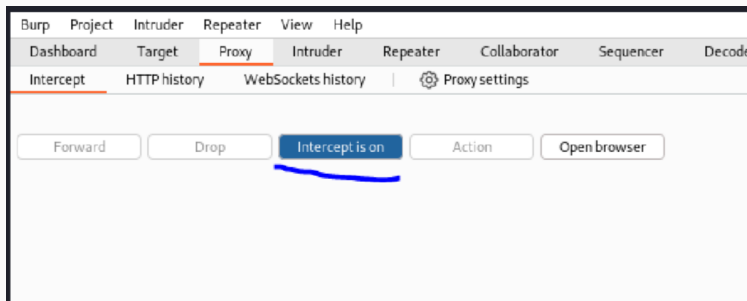 Burp Project Intruder Repeater View Help
Dashboard Target Proxy Intruder Repeater Collaborator Sequencer Decode
Intercept HTTP history WebSockets history Proxy settings
Forward Drop Intercept is on Action Open browser